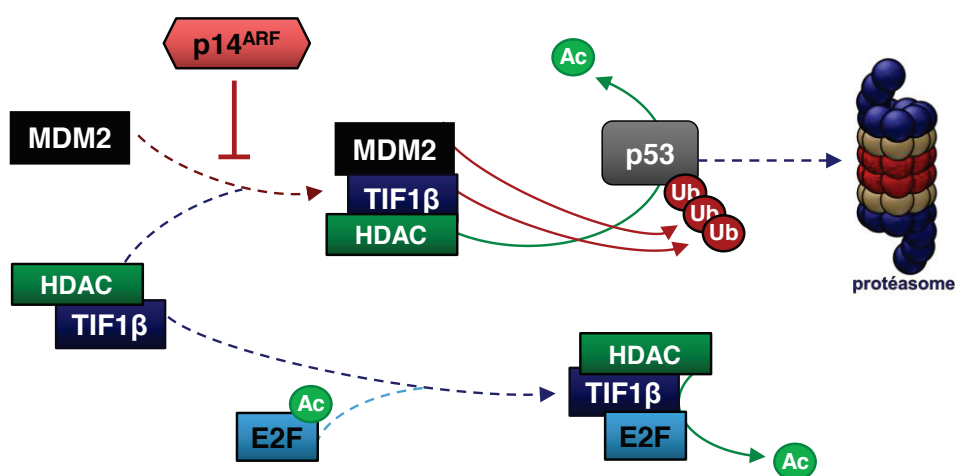 p14ARF
Ac
MDM2
MDM2
p53
TIF1β
Ub
HDAC
Ub
Ub
HDAC
protéasome
TIF1β
HDAC
Ac
TIF1β
E2F
E2F
Ac